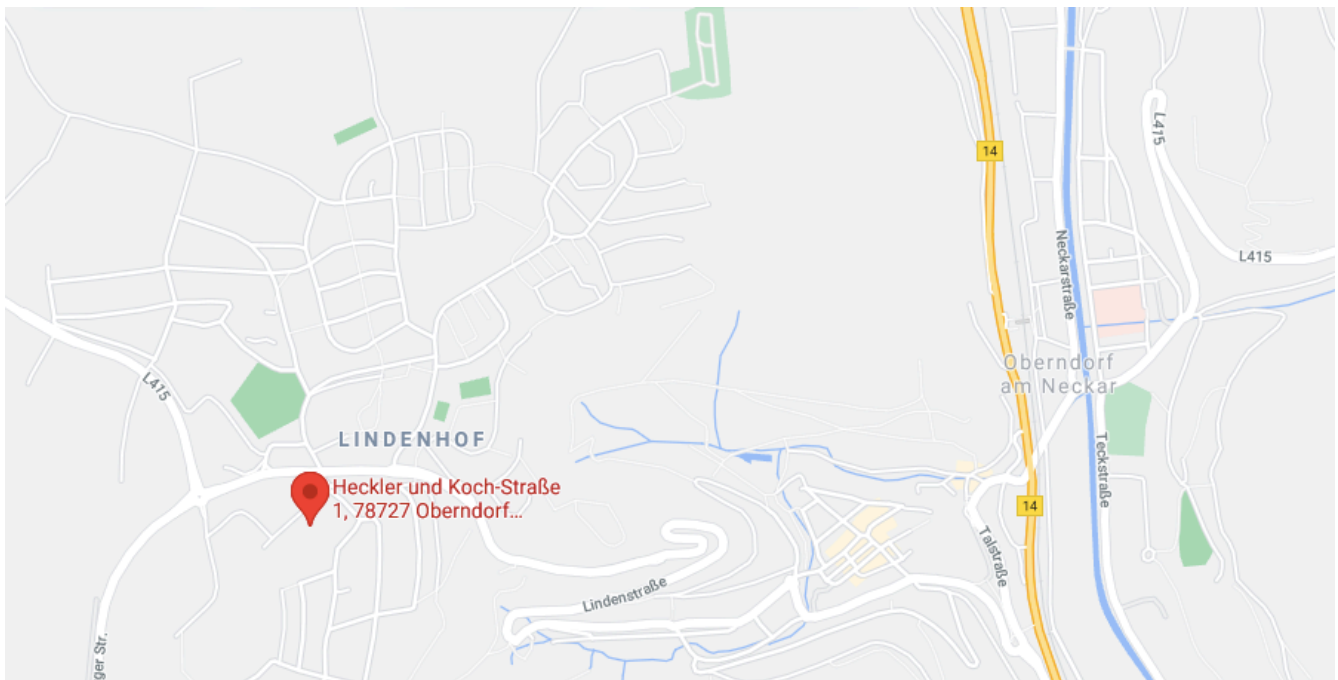 L415
14
L415
Neckarstraße
Oberndorf
am Neckar
L415
LINDENHOF
Heckler und Koch-Straße
1, 78727 Oberndorf...
Teckstraße
14
Talstraße
Lindenstraße
ger Str.